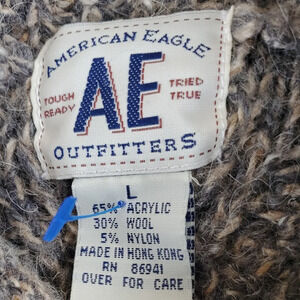 AMERICAN EAGLE
TOUGH READY
AE
TRIED TRUE
OUTFITTERS
L
65% ACRYLIC
30% WOOL
5% NYLON
MADE IN HONG KONG
RN 86941
OVER FOR CARE